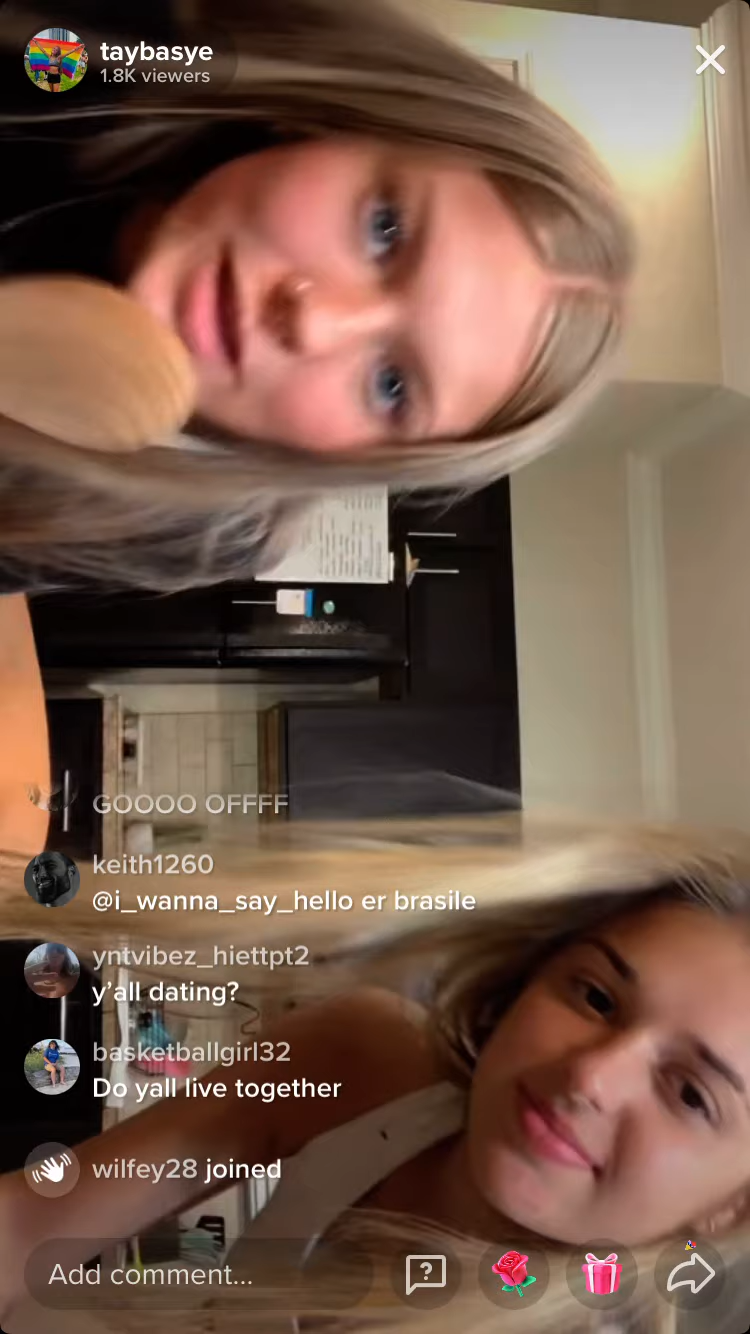 taybasye
1.8K viewers
GOOOO OFFFF
keith1260
@i_wanna_say_hello er brasile
yntvibez_hiettpt2
y'all dating?
basketballgirl32
Do yall live together
wilfey28 joined
Add comment...